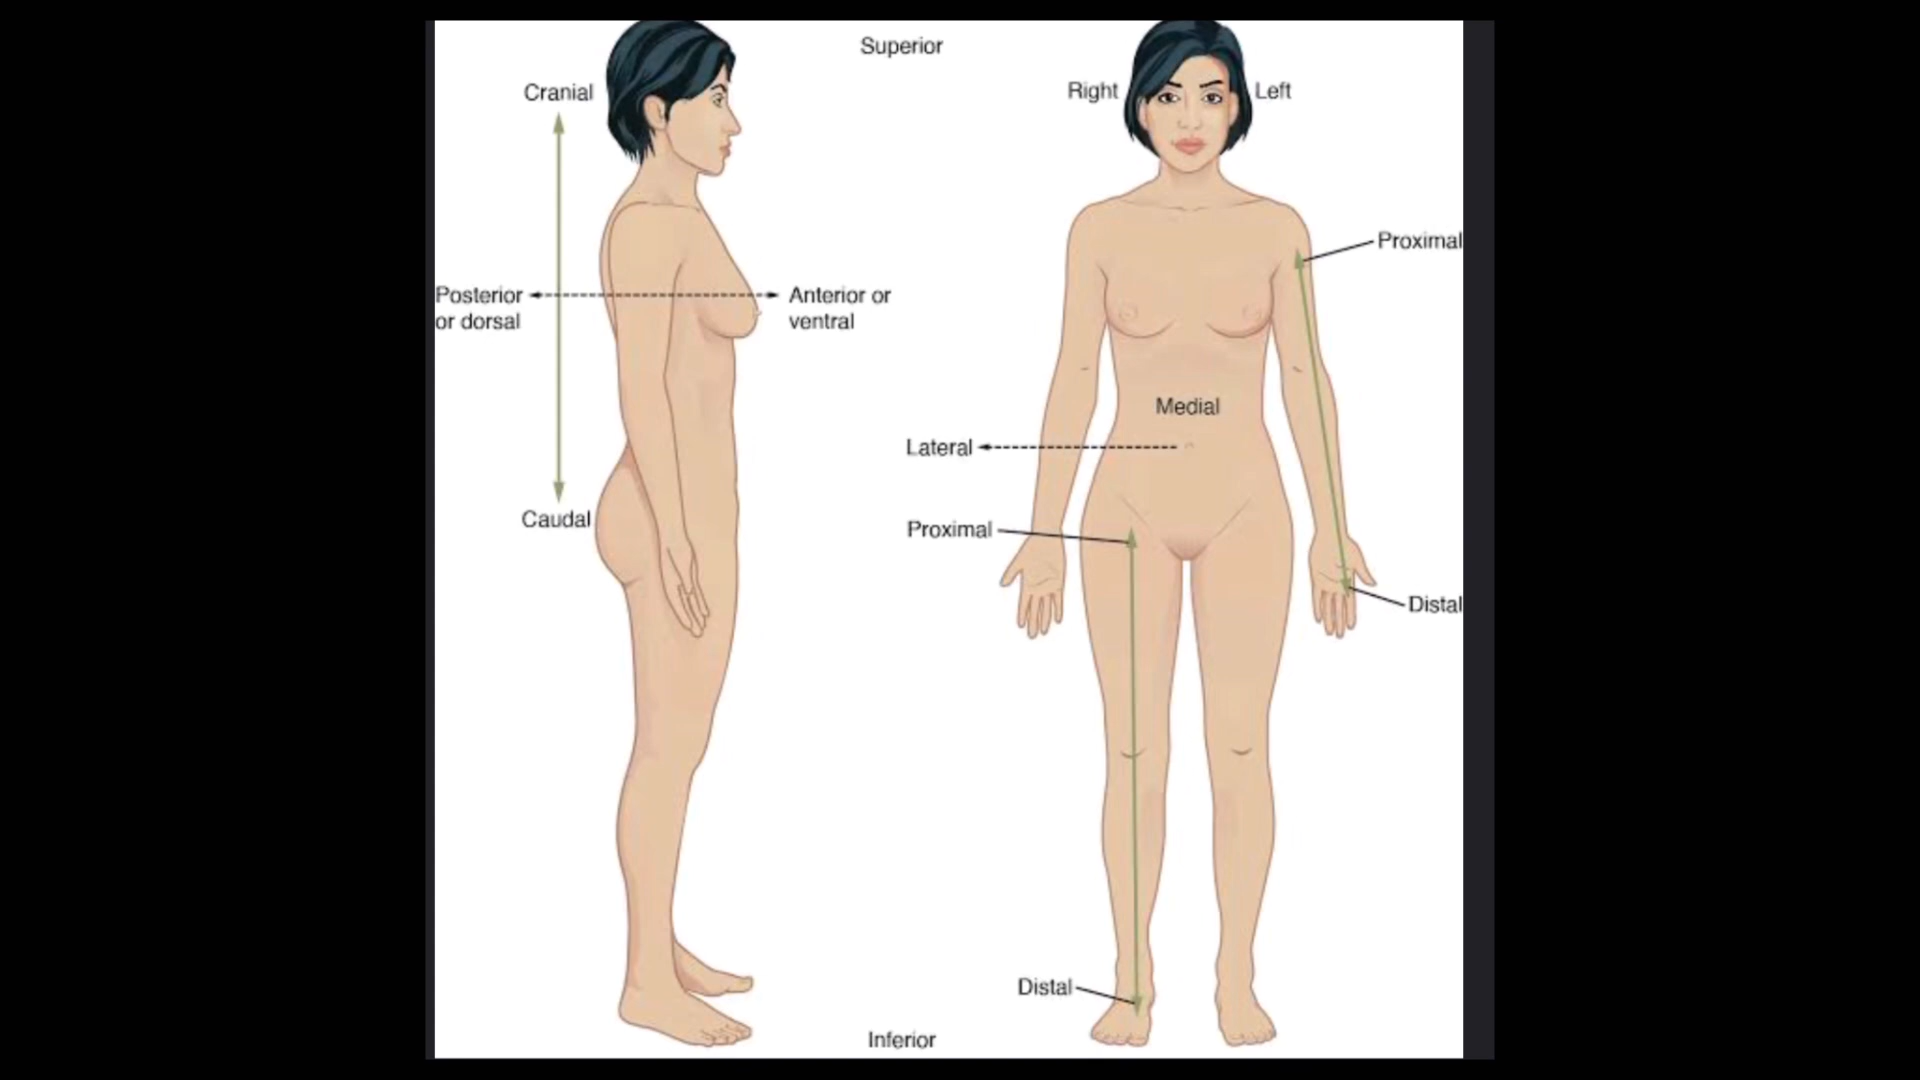 Superior
Cranial
Right
Left
Proximal
Posterior
or dorsal
Anterior or
ventral
Medial
Lateral
Caudal
Proximal
Distal
Distal
Inferior